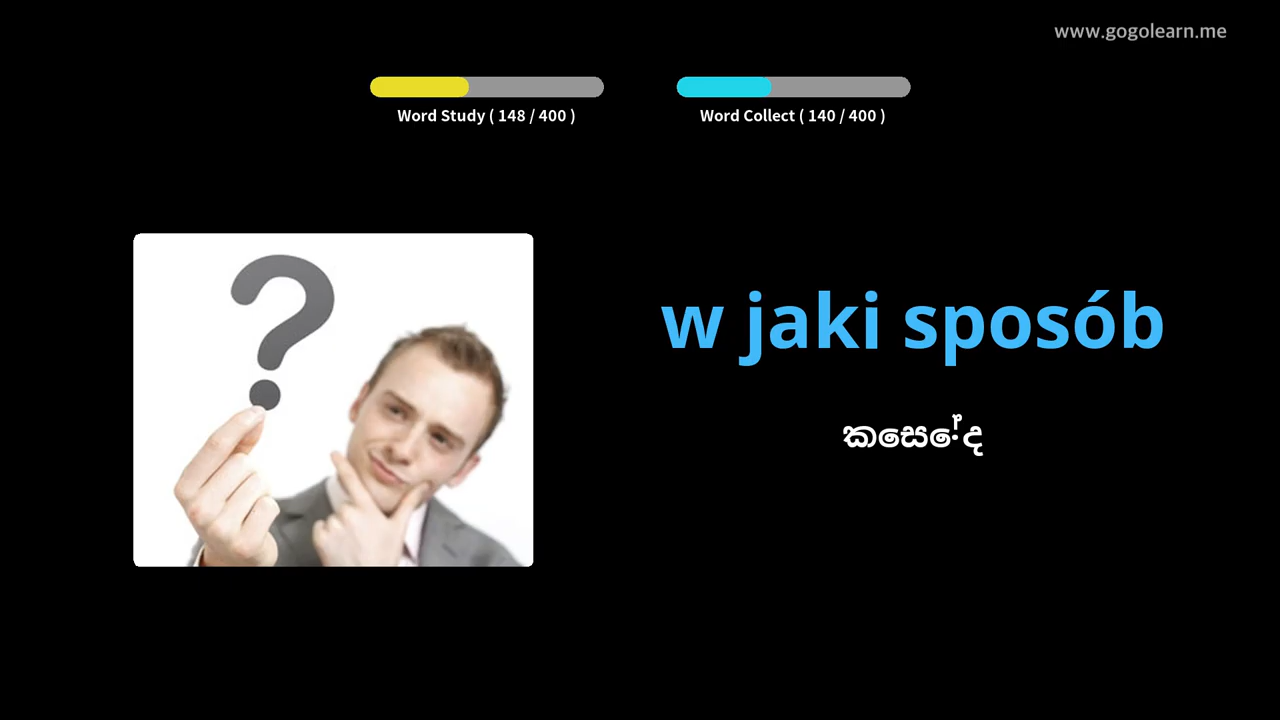 www.gogolearn.me
Word Study ( 148 / 400 )
Word Collect ( 140 / 400 )
w jaki sposób
කෙසේද